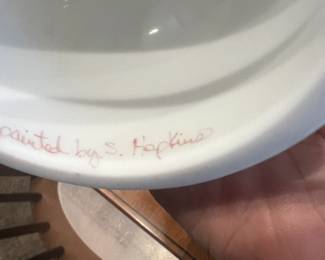 painted by S. Hopkins